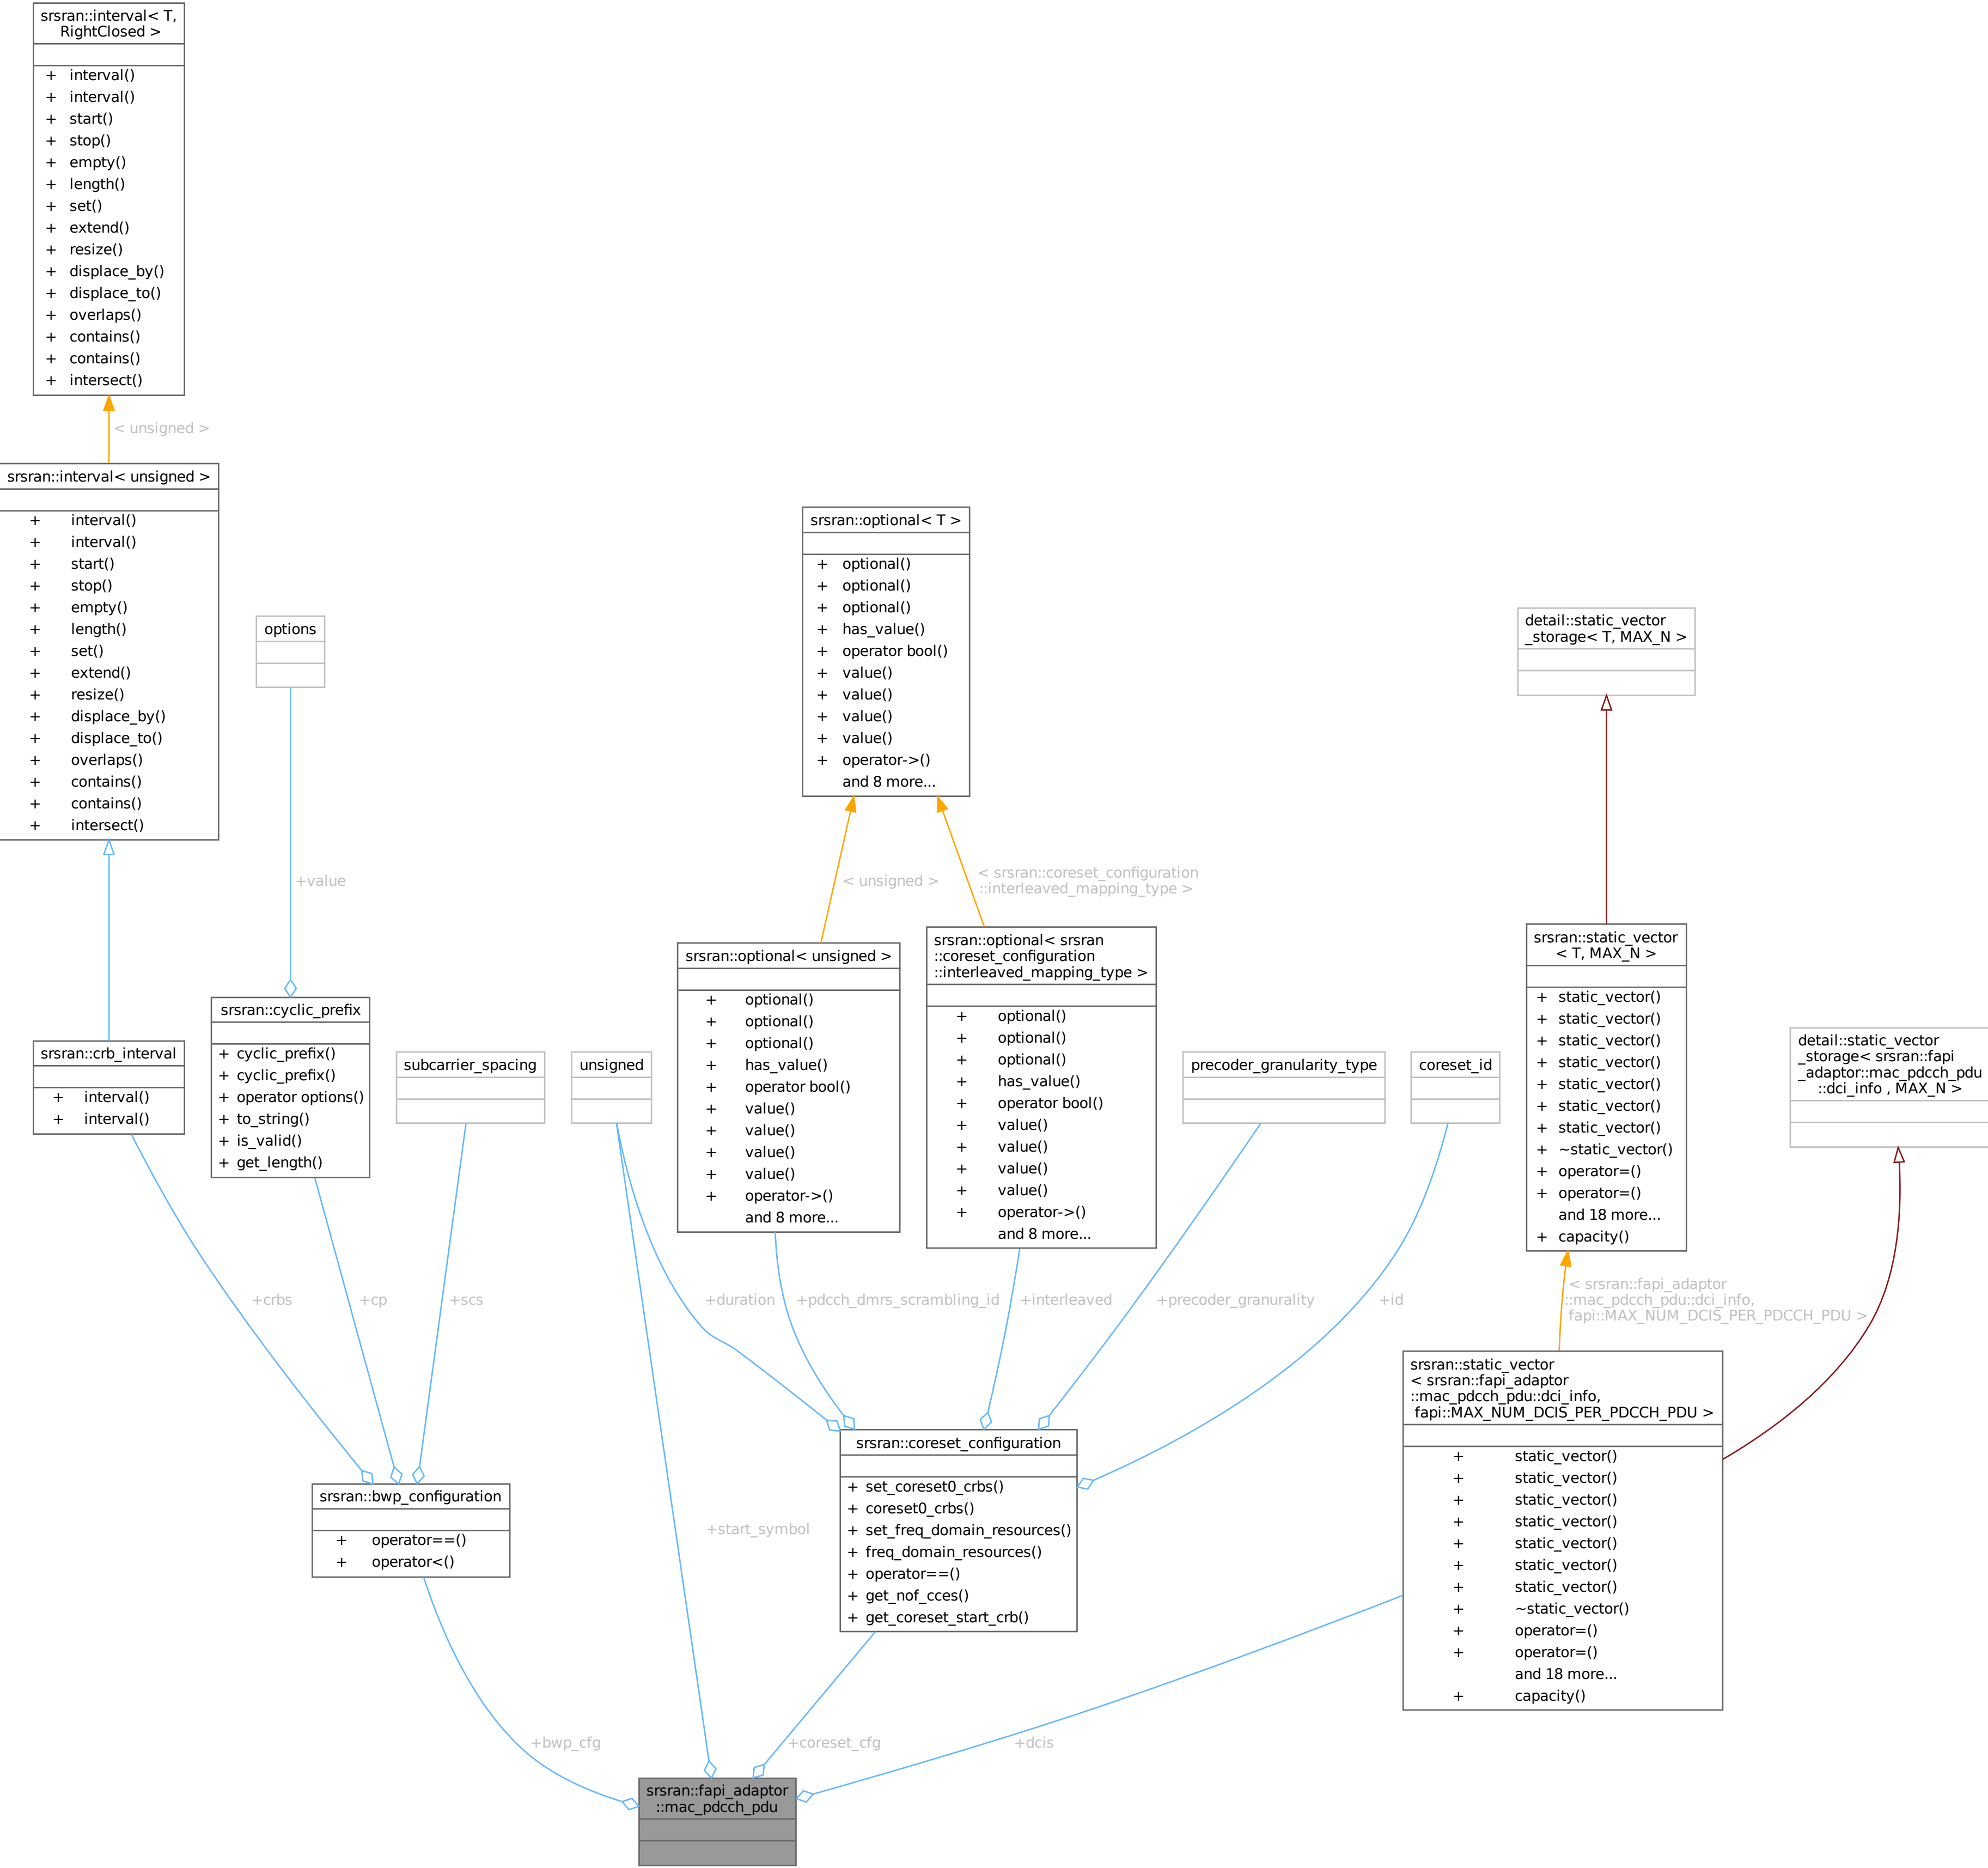 srsran::interval< T,
RightClosed >
+ interval()
+ interval()
+ start()
+ stop()
+ empty()
+ length()
+ set()
+ extend()
+ resize()
+ displace_by()
+ displace_to()
+ overlaps()
+ contains()
+ contains()
+ intersect()
< unsigned >
srsran::interval< unsigned >
+ interval()
+ interval()
+ start()
+ stop()
+ empty()
+ length()
+ set()
+ extend()
+ resize()
+ displace_by()
+ displace_to()
+ overlaps()
+ contains()
+ contains()
+ intersect()
options
+value
srsran::optional< T >
+ optional()
+ optional()
+ optional()
+ has_value()
+ operator bool()
+ value()
+ value()
+ value()
+ value()
+ operator->()
and 8 more...
< unsigned >
< srsran::coreset_configuration
::interleaved_mapping_type >
detail::static_vector
_storage< T, MAX_N >
srsran::crb_interval
+ interval()
+ interval()
srsran::cyclic_prefix
+ cyclic_prefix()
+ cyclic_prefix()
+ operator options()
+ to_string()
+ is_valid()
+ get_length()
subcarrier_spacing
unsigned
srsran::optional< unsigned >
+ optional()
+ optional()
+ optional()
+ has_value()
+ operator bool()
+ value()
+ value()
+ value()
+ value()
+ operator->()
and 8 more...
srsran::optional< srsran
::coreset_configuration
::interleaved_mapping_type >
+ optional()
+ optional()
+ optional()
+ has_value()
+ operator bool()
+ value()
+ value()
+ value()
+ value()
+ operator->()
and 8 more...
precoder_granularity_type
coreset_id
srsran::static_vector
< T, MAX_N >
+ static_vector()
+ static_vector()
+ static_vector()
+ static_vector()
+ static_vector()
+ static_vector()
+ static_vector()
+ ~static_vector()
+ operator=()
+ operator=()
and 18 more...
+ capacity()
detail::static_vector
_storage< srsran::fapi
_adaptor::mac_pdcch_pdu
::dci_info , MAX_N >
+crbs
+cp
+scs
+duration
+pdcch_dmrs_scrambling_id
+interleaved
+precoder_granurality
+id
< srsran::fapi_adaptor
::mac_pdcch_pdu::dci_info,
fapi::MAX_NUM_DCIS_PER_PDCCH_PDU >
srsran::bwp_configuration
+ operator==()
+ operator<()
+start_symbol
srsran::coreset_configuration
+ set_coreset0_crbs()
+ coreset0_crbs()
+ set_freq_domain_resources()
+ freq_domain_resources()
+ operator==()
+ get_nof_cces()
+ get_coreset_start_crb()
srsran::static_vector
< srsran::fapi_adaptor
::mac_pdcch_pdu::dci_info,
fapi::MAX_NUM_DCIS_PER_PDCCH_PDU >
+ static_vector()
+ static_vector()
+ static_vector()
+ static_vector()
+ static_vector()
+ static_vector()
+ static_vector()
+ ~static_vector()
+ operator=()
+ operator=()
and 18 more...
+ capacity()
+bwp_cfg
+coreset_cfg
+dcis
srsran::fapi_adaptor
::mac_pdcch_pdu